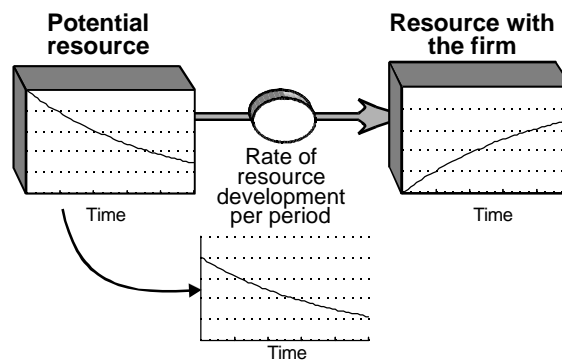 Potential
resource
Resource with
the firm
Rate of
resource
development
per period
Time
Time
Time